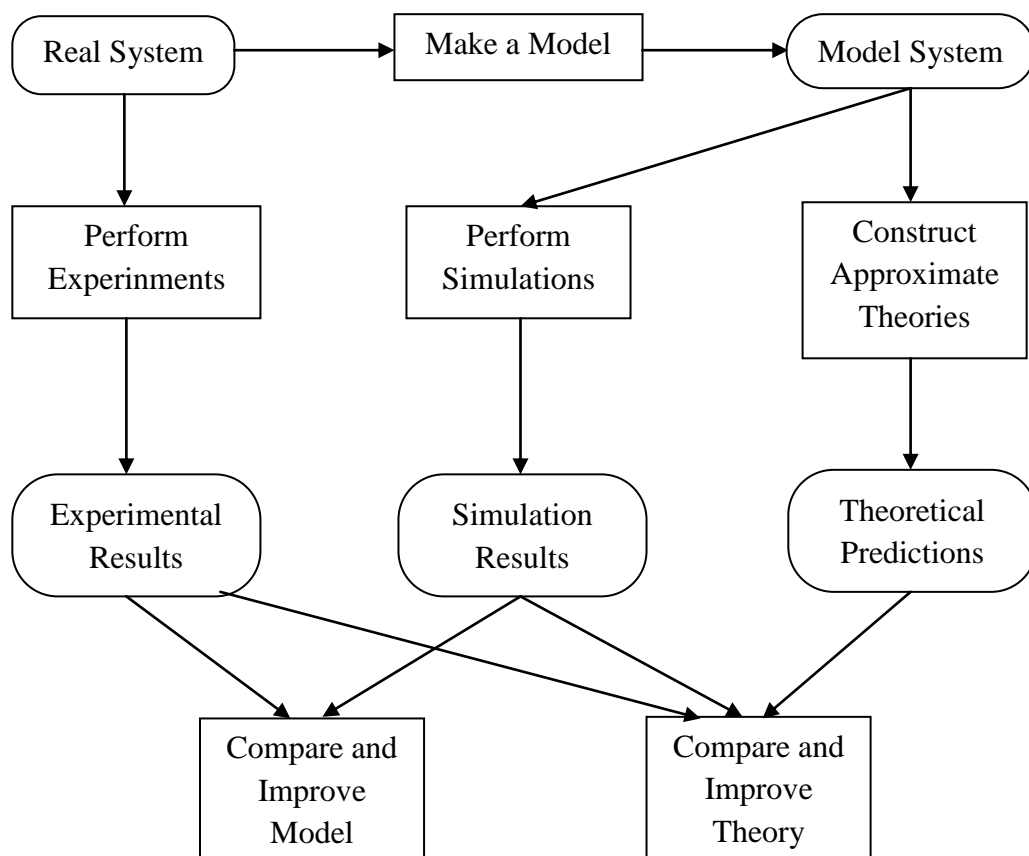 Real System
Make a Model
Model System
Perform
Experinments
Perform
Simulations
Construct
Approximate
Theories
Experimental
Results
Simulation
Results
Theoretical
Predictions
Compare and
Improve
Model
Compare and
Improve
Theory